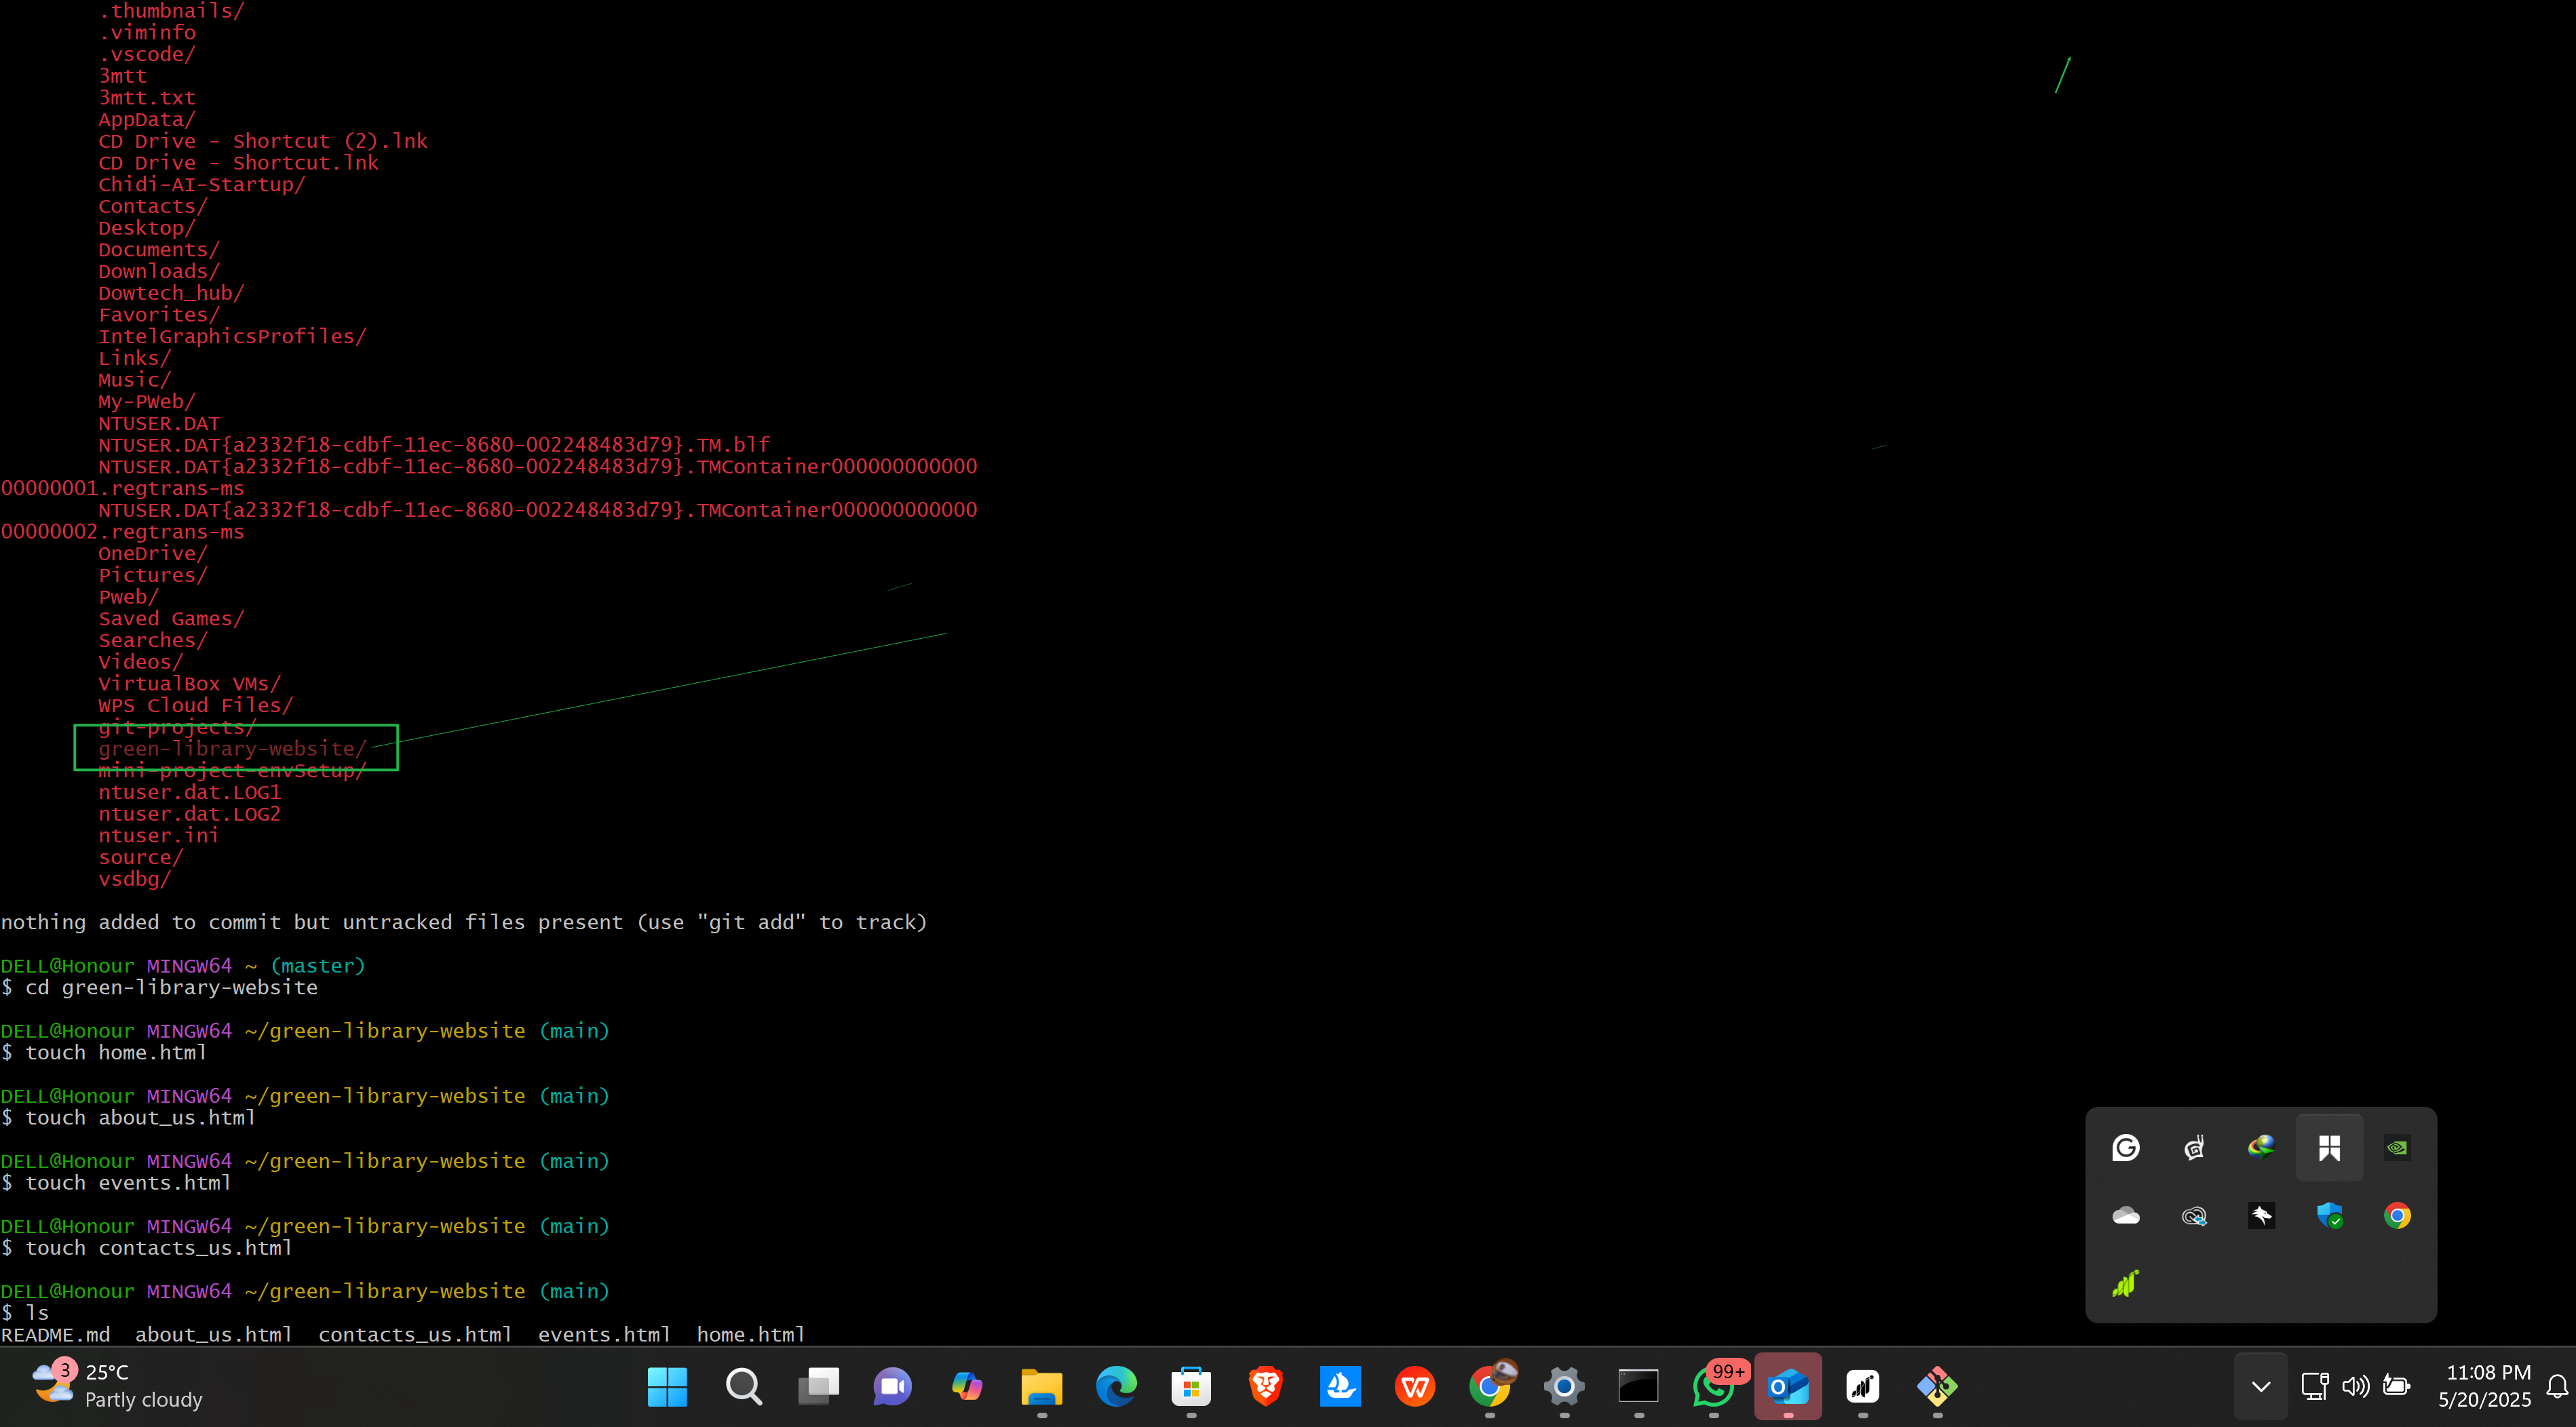 .thumbnails/
.viminfo
.vscode/
3mtt
3mtt.txt
AppData/
CD Drive - Shortcut (2).lnk
CD Drive - Shortcut.lnk
Chidi-AI-Startup/
Contacts/
Desktop/
Documents/
Downloads/
Dowtech_hub/
Favorites/
IntelGraphicsProfiles/
Links/
Music/
My-PWeb/
NTUSER.DAT
NTUSER.DAT{a2332f18-cdbf-11ec-8680-002248483d79}.TM.blf
NTUSER.DAT{a2332f18-cdbf-11ec-8680-002248483d79}.TMContainer000000000000
00000001.regtrans-ms
NTUSER.DAT{a2332f18-cdbf-11ec-8680-002248483d79}.TMContainer000000000000
00000002.regtrans-ms
OneDrive/
Pictures/
Pweb/
Saved Games/
Searches/
Videos/
VirtualBox VMs/
WPS Cloud Files/
git-projects/
green-library-website/
mini-project-envSetup/
ntuser.dat.LOG1
ntuser.dat.LOG2
ntuser.ini
source/
vsdbg/
nothing added to commit but untracked files present (use "git add" to track)
DELL@Honour MINGW64 ~ (master)
$ cd green-library-website
DELL@Honour MINGW64 ~/green-library-website (main)
$ touch home.html
DELL@Honour MINGW64 ~/green-library-website (main)
$ touch about_us.html
DELL@Honour MINGW64 ~/green-library-website (main)
$ touch events.html
DELL@Honour MINGW64 ~/green-library-website (main)
$ touch contacts_us.html
DELL@Honour MINGW64 ~/green-library-website (main)
$ ls
README.md  about_us.html  contacts_us.html  events.html  home.html
3
25°C
Partly cloudy
99+
11:08 PM
5/20/2025